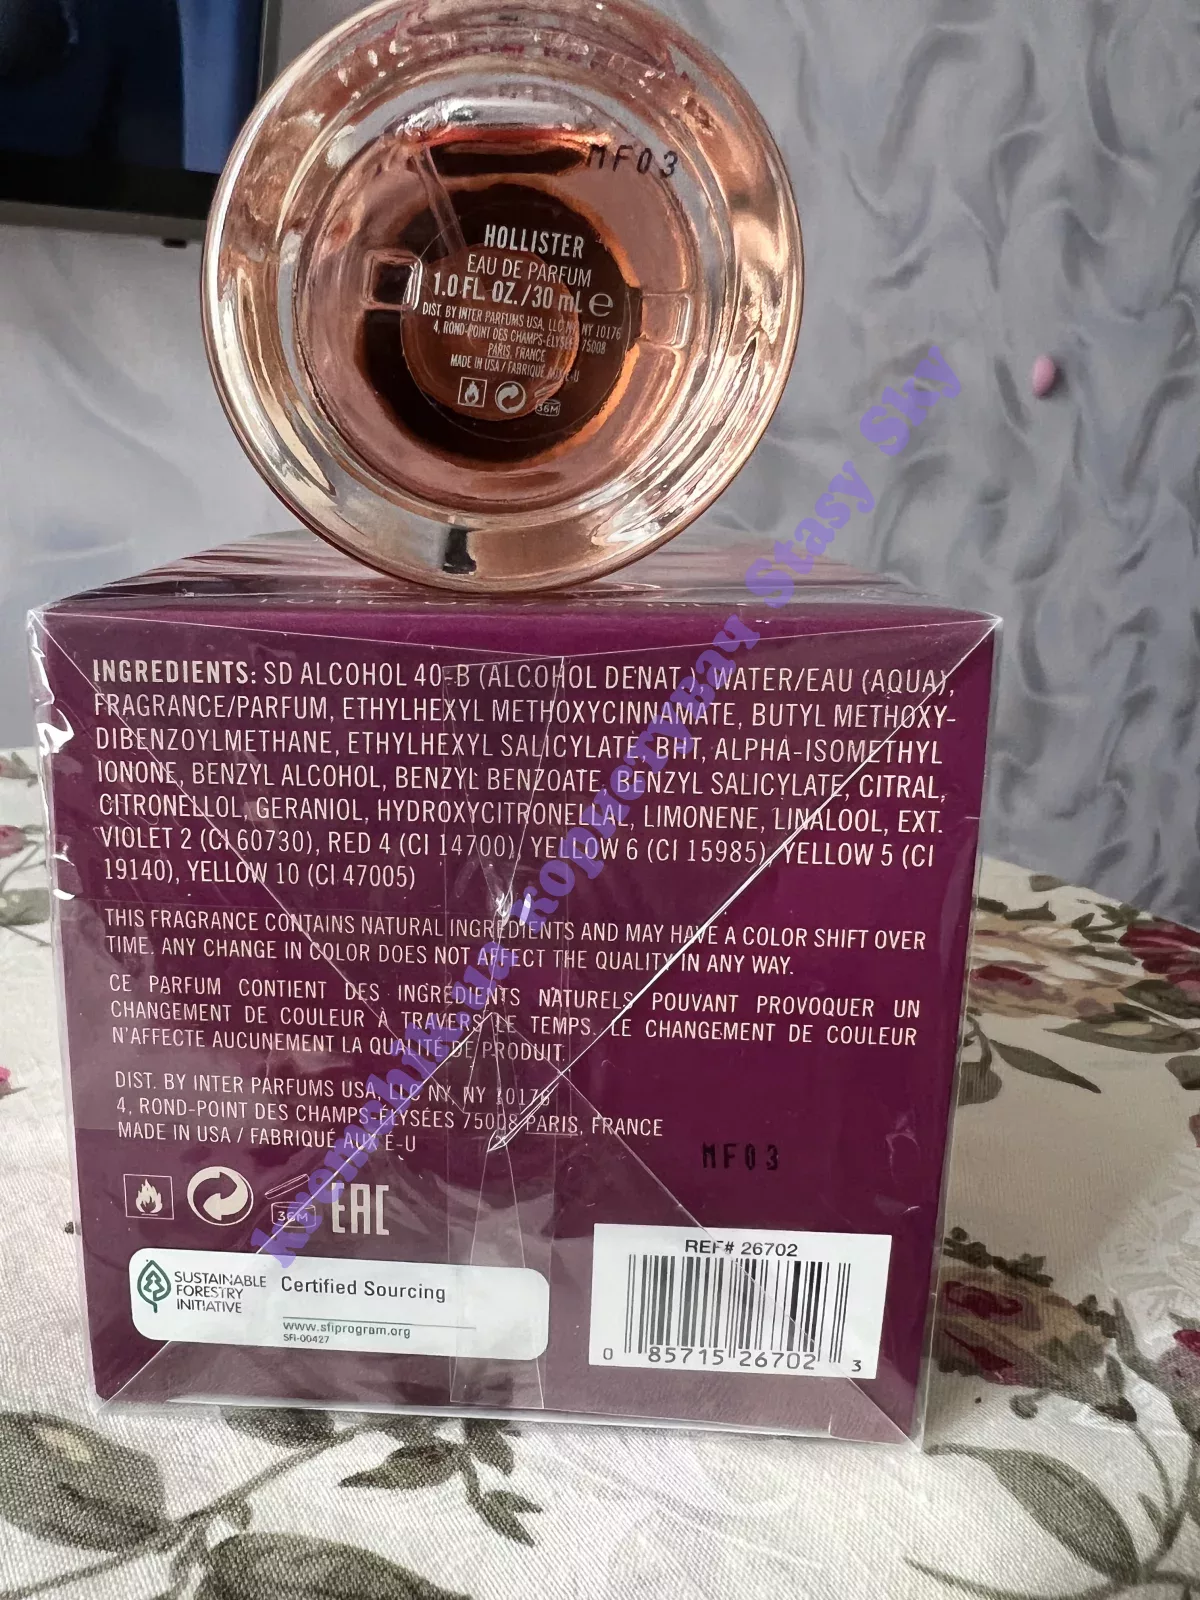 MF03
HOLLISTER
EAU DE PARFUM
1.0 FL. OZ./30 mL ℮
DIST. BY INTER PARFUMS USA, LLC NY, NY 10176
4, ROND-POINT DES CHAMPS-ÉLYSÉES 75008
PARIS, FRANCE
MADE IN USA / FABRIQUÉ AUX É-U
36M
INGREDIENTS: SD ALCOHOL 40-B (ALCOHOL DENAT.), WATER/EAU (AQUA),
FRAGRANCE/PARFUM, ETHYLHEXYL METHOXYCINNAMATE, BUTYL METHOXY-
DIBENZOYLMETHANE, ETHYLHEXYL SALICYLATE, BHT, ALPHA-ISOMETHYL
IONONE, BENZYL ALCOHOL, BENZYL BENZOATE, BENZYL SALICYLATE, CITRAL,
CITRONELLOL, GERANIOL, HYDROXYCITRONELLAL, LIMONENE, LINALOOL, EXT.
VIOLET 2 (CI 60730), RED 4 (CI 14700), YELLOW 6 (CI 15985), YELLOW 5 (CI
19140), YELLOW 10 (CI 47005)
THIS FRAGRANCE CONTAINS NATURAL INGREDIENTS AND MAY HAVE A COLOR SHIFT OVER
TIME. ANY CHANGE IN COLOR DOES NOT AFFECT THE QUALITY IN ANY WAY.
CE PARFUM CONTIENT DES INGRÉDIENTS NATURELS POUVANT PROVOQUER UN
CHANGEMENT DE COULEUR À TRAVERS LE TEMPS. LE CHANGEMENT DE COULEUR
N'AFFECTE AUCUNEMENT LA QUALITÉ DE PRODUIT.
DIST. BY INTER PARFUMS USA, LLC NY, NY 10176
4, ROND-POINT DES CHAMPS-ÉLYSÉES 75008 PARIS, FRANCE
MADE IN USA / FABRIQUÉ AUX É-U
MF03
36M
EAC
SUSTAINABLE
FORESTRY
INITIATIVE
Certified Sourcing
www.sfiprogram.org
SFI-00427
REF# 26702
0 85715 26702 3
Stasy Sky